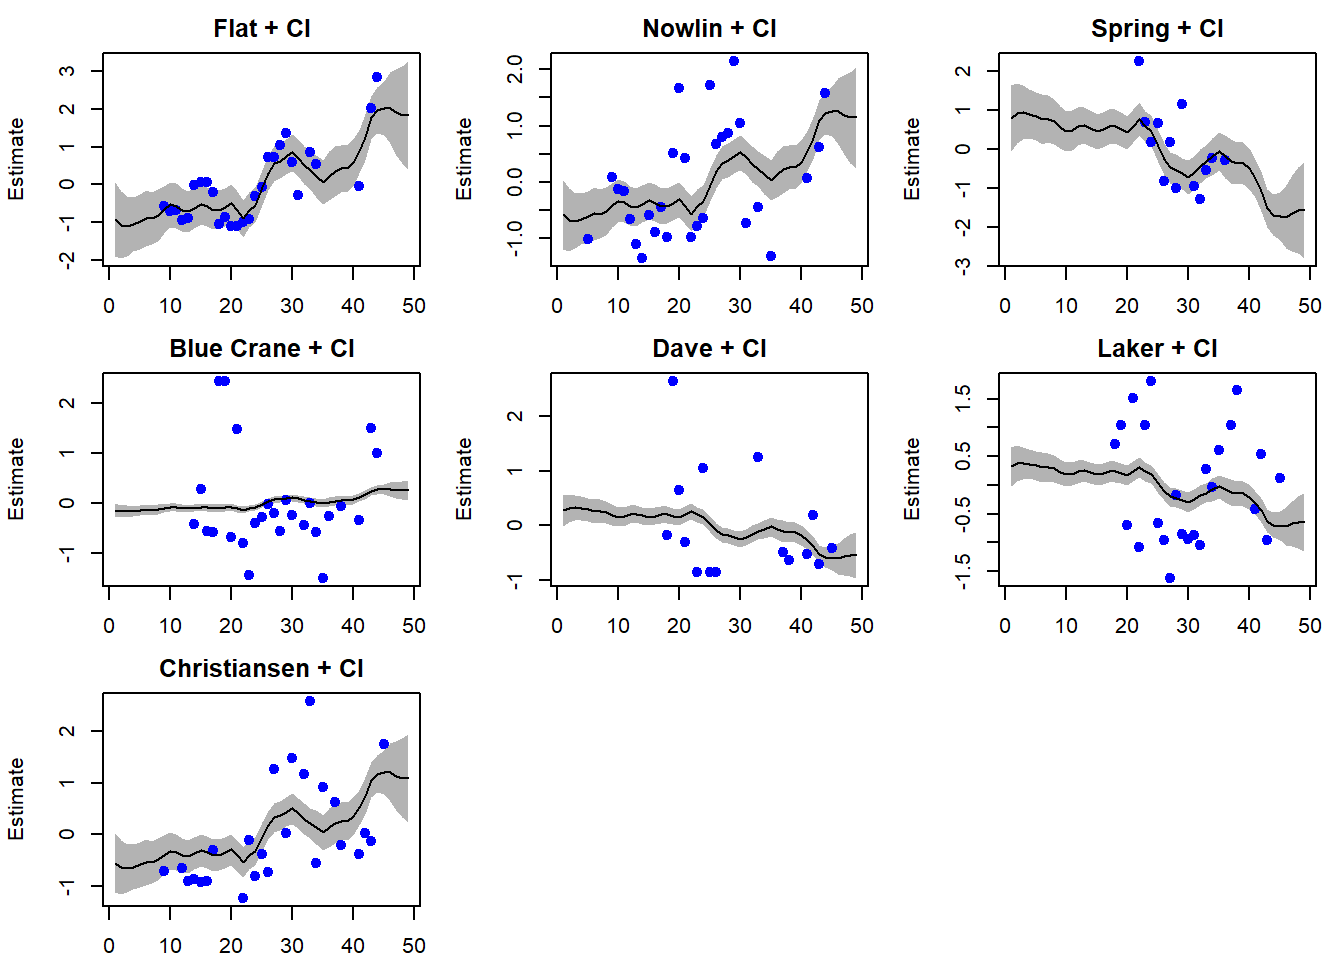 Flat + CI
Estimate
3
2
1
0
-1
-2
0 10 20 30 40 50
Nowlin + CI
Estimate
2.0
1.0
0.0
-1.0
0 10 20 30 40 50
Spring + CI
Estimate
2
1
0
-1
-2
-3
0 10 20 30 40 50
Blue Crane + CI
Estimate
2
1
0
-1
0 10 20 30 40 50
Dave + CI
Estimate
2
1
0
-1
0 10 20 30 40 50
Laker + CI
Estimate
1.5
0.5
-0.5
-1.5
0 10 20 30 40 50
Christiansen + CI
Estimate
2
1
0
-1
0 10 20 30 40 50